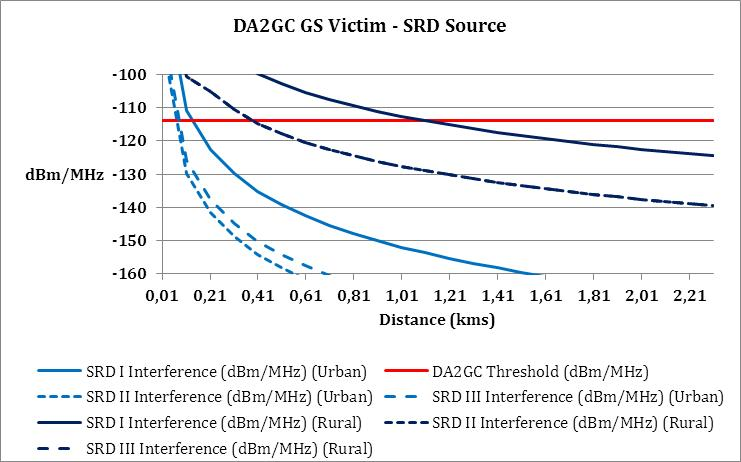 DA2GC GS Victim - SRD Source
-100
-110
-120
dBm/MHz
-130
-140
-150
-160
0,01 0,21 0,41 0,61 0,81 1,01 1,21 1,41 1,61 1,81 2,01 2,21
Distance (kms)
SRD I Interference (dBm/MHz) (Urban) DA2GC Threshold (dBm/MHz)
SRD II Interference (dBm/MHz) (Urban) SRD III Interference (dBm/MHz) (Urban)
SRD I Interference (dBm/MHz) (Rural) SRD II Interference (dBm/MHz) (Rural)
SRD III Interference (dBm/MHz) (Rural)